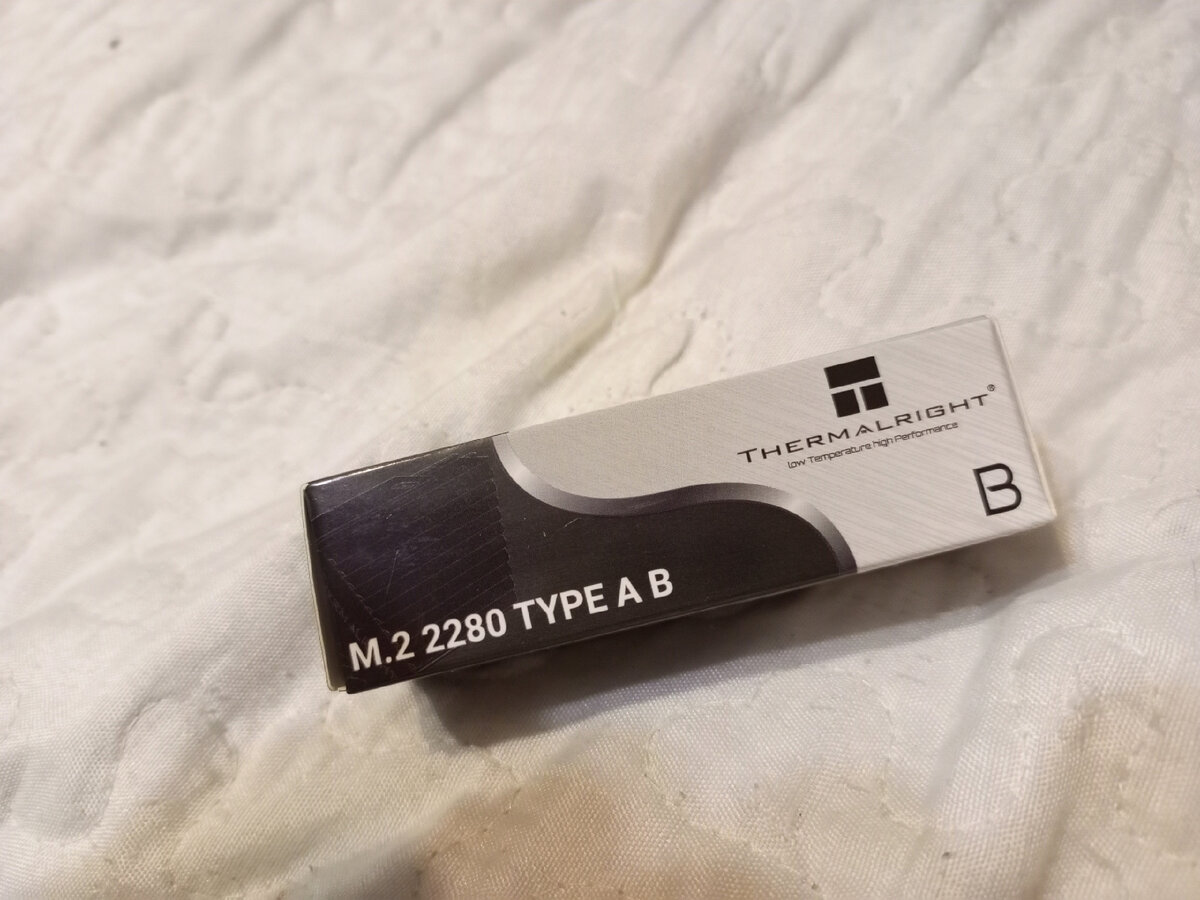 THERMALRIGHT®
low Temperature high Performance
B
M.2 2280 TYPE A B